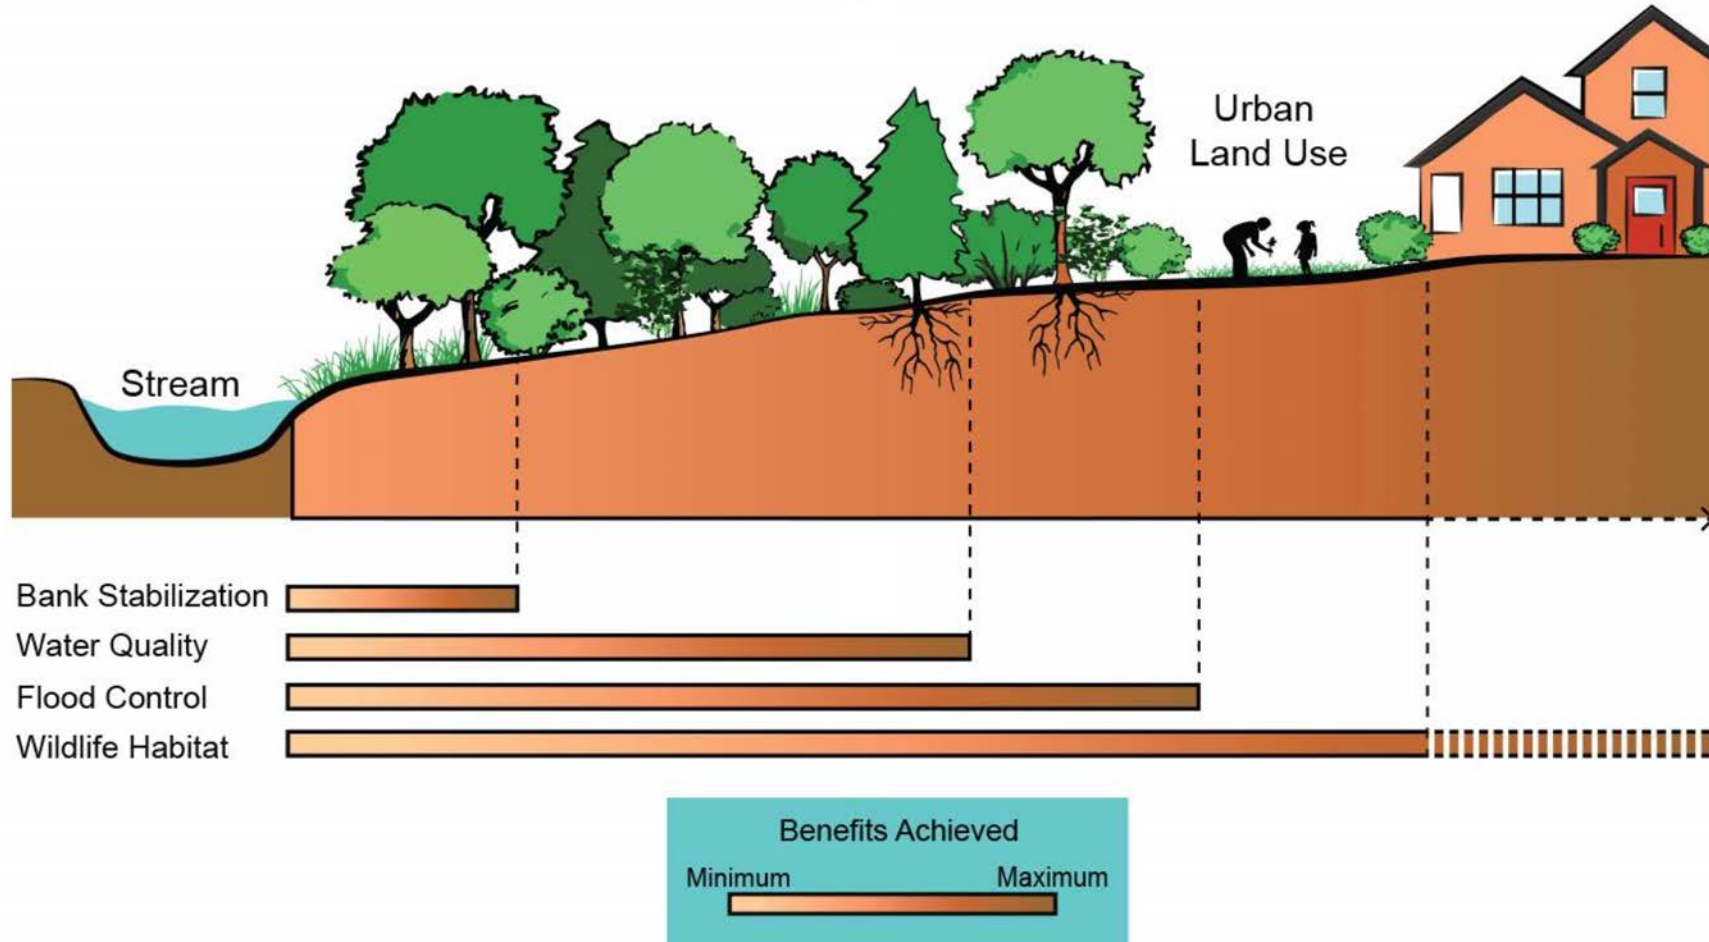 Urban
Land Use
Stream
Bank Stabilization
Water Quality
Flood Control
Wildlife Habitat
Benefits Achieved
Minimum Maximum